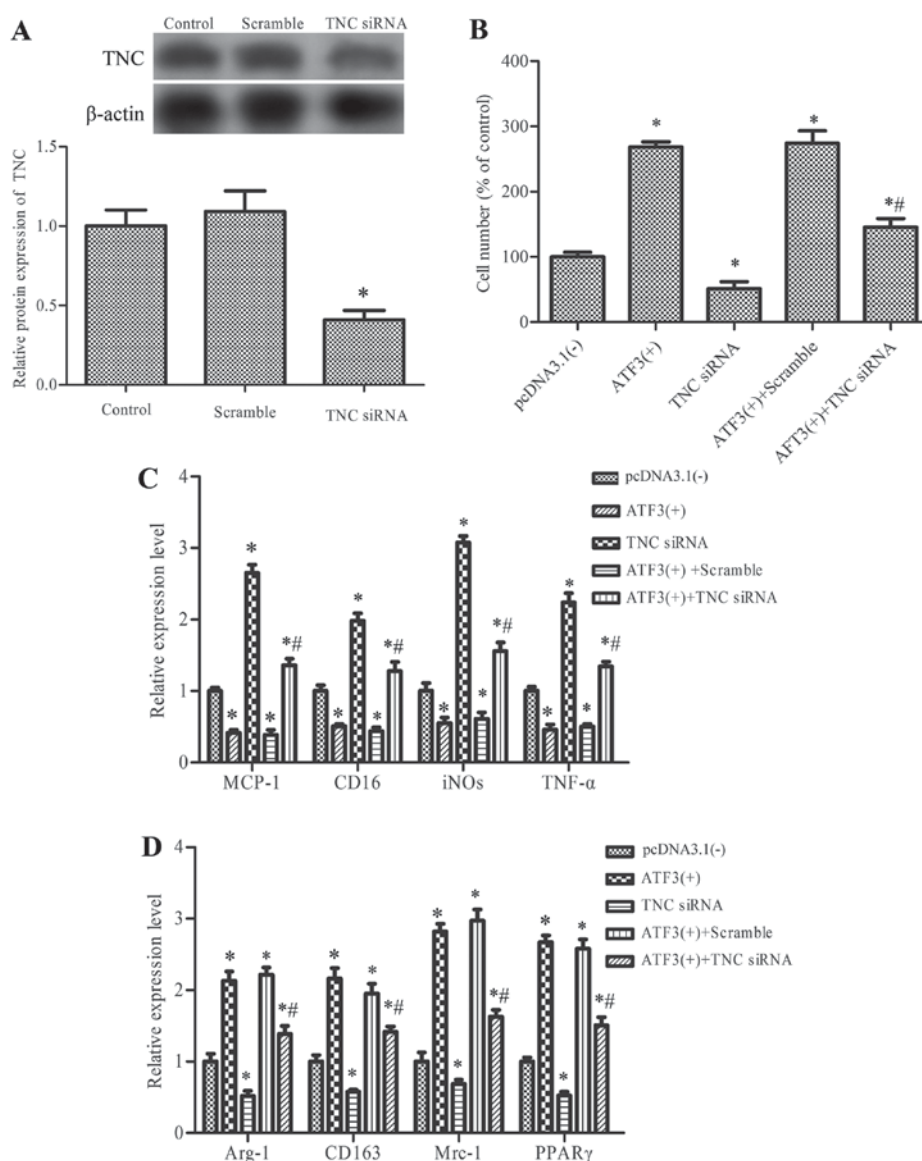 A
Control Scramble TNC siRNA
TNC
β-actin
Relative protein expression of TNC
1.5
1.0
0.5
0.0
*
Control Scramble TNC siRNA
B
Cell number (% of control)
400
300
200
100
0
* * * *#
pcDNA3.1(-) ATF3(+) TNC siRNA ATF3(+)+Scramble AFT3(+)+TNC siRNA
C
Relative expression level
4
3
2
1
0
* * * *#
* * * *#
* * * *#
* * * *#
MCP-1 CD16 iNOs TNF-α
pcDNA3.1(-)
ATF3(+)
TNC siRNA
ATF3(+) +Scramble
ATF3(+)+TNC siRNA
D
Relative expression level
4
3
2
1
0
* * * *#
* * * *#
* * * *#
* * * *#
Arg-1 CD163 Mrc-1 PPARγ
pcDNA3.1(-)
ATF3(+)
TNC siRNA
ATF3(+)+Scramble
ATF3(+)+TNC siRNA